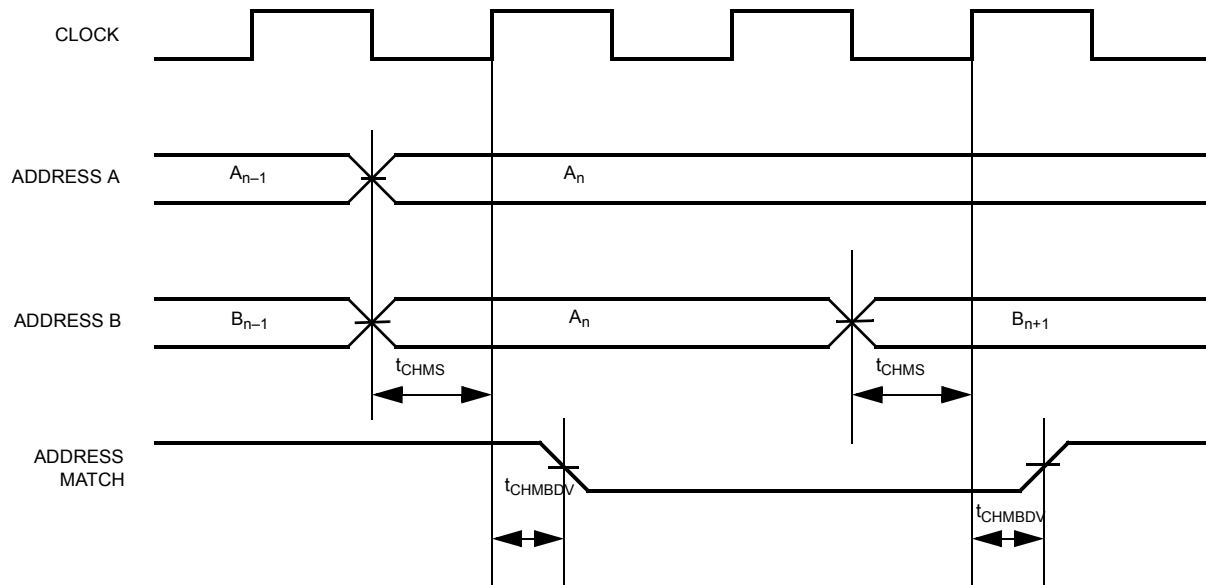 CLOCK
ADDRESS A
Aₙ₋₁
Aₙ
ADDRESS B
Bₙ₋₁
Aₙ
Bₙ₊₁
tCHMS
tCHMS
ADDRESS
MATCH
tCHMBDV
tCHMBDV